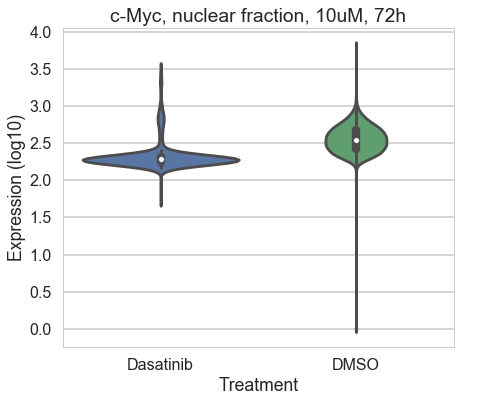 c-Myc, nuclear fraction, 10uM, 72h
4.0
3.5
3.0
2.5
2.0
1.5
1.0
0.5
0.0
Expression (log10)
Dasatinib DMSO
Treatment